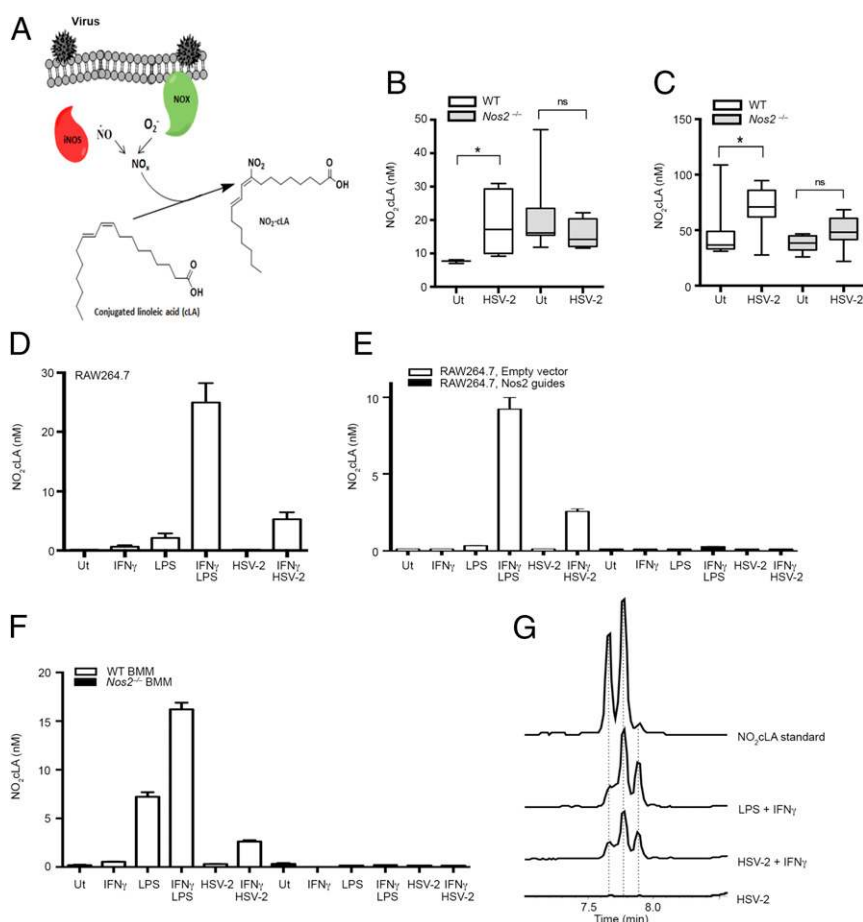 A
Virus
NOX
iNOS
·NO
O₂⁻
NOₓ
NO₂
OH
O
NO₂-cLA
OH
O
Conjugated linoleic acid (cLA)
B
WT
Nos2 -/-
50
40
30
20
10
0
NO₂cLA (nM)
*
ns
Ut HSV-2 Ut HSV-2
C
WT
Nos2 -/-
150
100
50
0
NO₂cLA (nM)
*
ns
Ut HSV-2 Ut HSV-2
D
RAW264.7
30
20
10
0
NO₂cLA (nM)
Ut IFNγ LPS IFNγ HSV-2 IFNγ
LPS HSV-2
E
RAW264.7, Empty vector
RAW264.7, Nos2 guides
10
5
0
NO₂cLA (nM)
Ut IFNγ LPS IFNγ HSV-2 IFNγ Ut IFNγ LPS IFNγ HSV-2 IFNγ
LPS HSV-2 LPS HSV-2
F
WT BMM
Nos2 -/- BMM
20
15
10
5
0
NO₂cLA (nM)
Ut IFNγ LPS IFNγ HSV-2 IFNγ Ut IFNγ LPS IFNγ HSV-2 IFNγ
LPS HSV-2 LPS HSV-2
G
NO₂cLA standard
LPS + IFNγ
HSV-2 + IFNγ
HSV-2
7.5 8.0
Time (min)